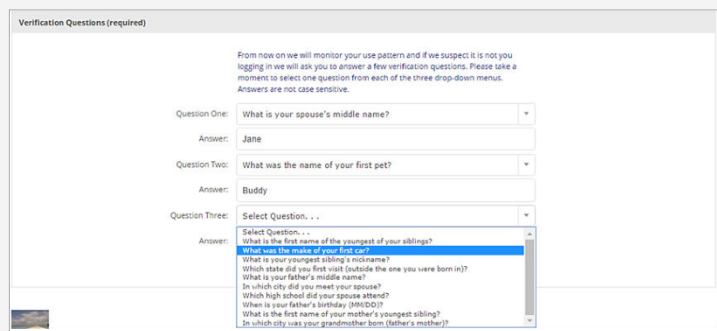 Verification Questions (required)
From now on we will monitor your use pattern and if we suspect it is not you
logging in we will ask you to answer a few verification questions. Please take a
moment to select one question from each of the three drop-down menus.
Answers are not case sensitive.
Question One: What is your spouse's middle name?
Answer: Jane
Question Two: What was the name of your first pet?
Answer: Buddy
Question Three: Select Question. . .
Answer:
Select Question. . .
What is the first name of the youngest of your siblings?
What was the make of your first car?
What is your youngest sibling's nickname?
Which state did you first visit (outside the one you were born in)?
What is your father's middle name?
In which city did you meet your spouse?
Which high school did your spouse attend?
When is your father's birthday (MM/DD)?
What is the first name of your mother's youngest sibling?
In which city was your grandmother born (father's mother)?